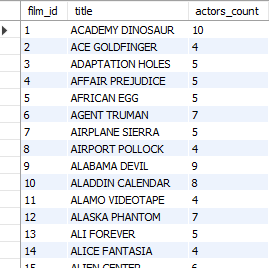 film_id title actors_count
1 ACADEMY DINOSAUR 10
2 ACE GOLDFINGER 4
3 ADAPTATION HOLES 5
4 AFFAIR PREJUDICE 5
5 AFRICAN EGG 5
6 AGENT TRUMAN 7
7 AIRPLANE SIERRA 5
8 AIRPORT POLLOCK 4
9 ALABAMA DEVIL 9
10 ALADDIN CALENDAR 8
11 ALAMO VIDEOTAPE 4
12 ALASKA PHANTOM 7
13 ALI FOREVER 5
14 ALICE FANTASIA 4
15 ALIEN CENTER 6